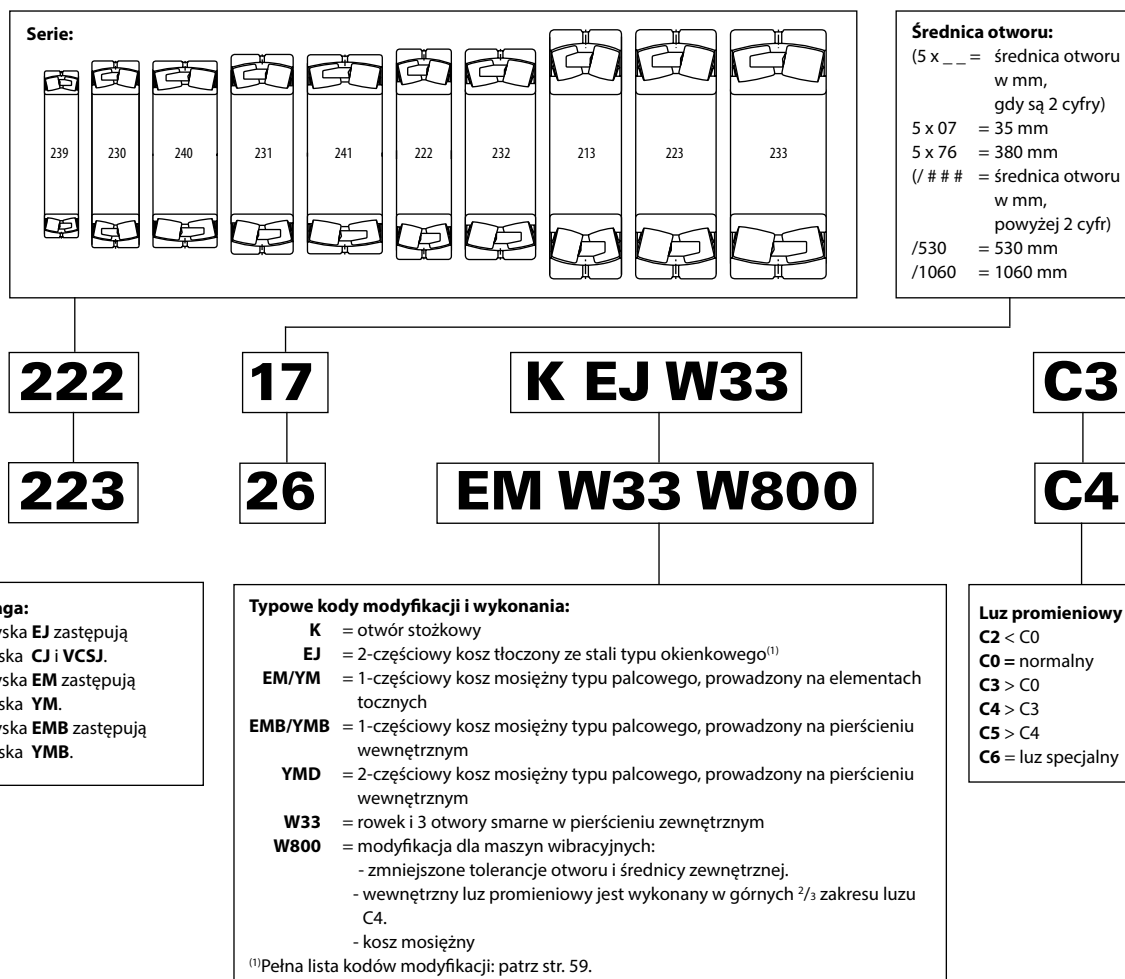 Serie:
239 230 240 231 241 222 232 213 223 233
Średnica otworu:
(5 x _ _ = średnica otworu
w mm,
gdy są 2 cyfry)
5 x 07 = 35 mm
5 x 76 = 380 mm
(/ # # # = średnica otworu
w mm,
powyżej 2 cyfr)
/530 = 530 mm
/1060 = 1060 mm
222 17 K EJ W33 C3
223 26 EM W33 W800 C4
EJ zastępują
CJ i VCSJ.
EM zastępują
YM.
EMB zastępują
YMB.
Typowe kody modyfikacji i wykonania:
K = otwór stożkowy
EJ = 2-częściowy kosz tłoczony ze stali typu okienkowego(1)
EM/YM = 1-częściowy kosz mosiężny typu palcowego, prowadzony na elementach
tocznych
EMB/YMB = 1-częściowy kosz mosiężny typu palcowego, prowadzony na pierścieniu
wewnętrznym
YMD = 2-częściowy kosz mosiężny typu palcowego, prowadzony na pierścieniu
wewnętrznym
W33 = rowek i 3 otwory smarne w pierścieniu zewnętrznym
W800 = modyfikacja dla maszyn wibracyjnych:
- zmniejszone tolerancje otworu i średnicy zewnętrznej.
- wewnętrzny luz promieniowy jest wykonany w górnych 2/3 zakresu luzu
C4.
- kosz mosiężny
(1)Pełna lista kodów modyfikacji: patrz str. 59.
Luz promieniowy
C2 < C0
C0 = normalny
C3 > C0
C4 > C3
C5 > C4
C6 = luz specjalny